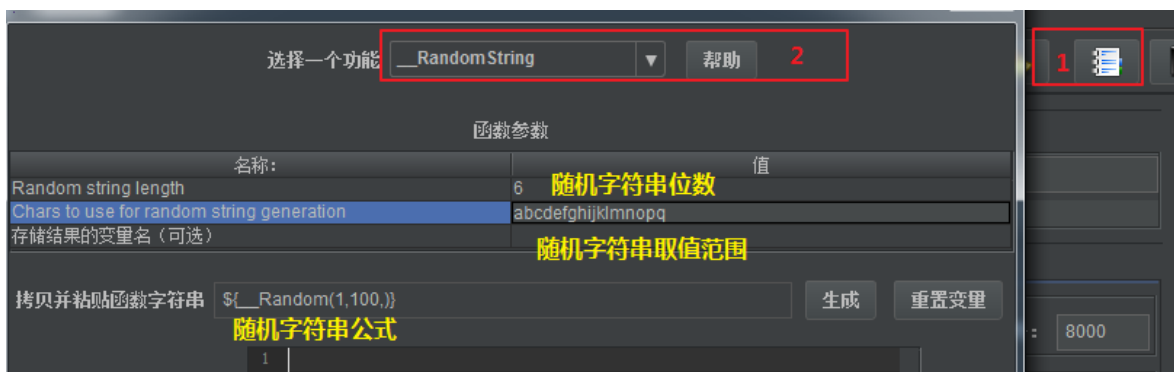 选择一个功能 __RandomString ▼ 帮助 2 1
函数参数
名称: 值
Random string length 6 随机字符串位数
Chars to use for random string generation abcdefghijklmnopq
存储结果的变量名（可选） 随机字符串取值范围
拷贝并粘贴函数字符串 ${__Random(1,100,)} 生成 重置变量
随机字符串公式 : 8000
1